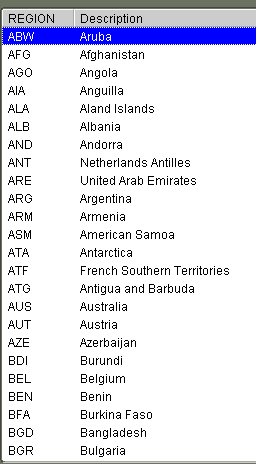 REGION Description
ABW Aruba
AFG Afghanistan
AGO Angola
AIA Anguilla
ALA Aland Islands
ALB Albania
AND Andorra
ANT Netherlands Antilles
ARE United Arab Emirates
ARG Argentina
ARM Armenia
ASM American Samoa
ATA Antarctica
ATF French Southern Territories
ATG Antigua and Barbuda
AUS Australia
AUT Austria
AZE Azerbaijan
BDI Burundi
BEL Belgium
BEN Benin
BFA Burkina Faso
BGD Bangladesh
BGR Bulgaria